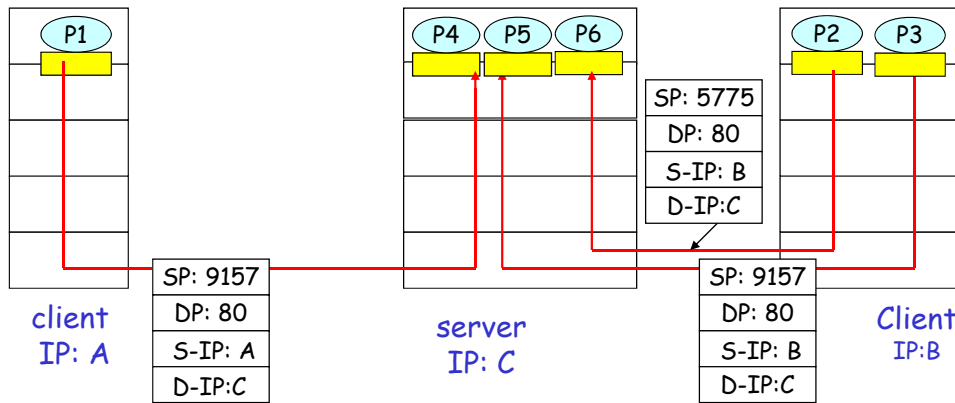 P1
P4
P5
P6
P2
P3
SP: 5775
DP: 80
S-IP: B
D-IP:C
SP: 9157
DP: 80
S-IP: A
D-IP:C
SP: 9157
DP: 80
S-IP: B
D-IP:C
client
IP: A
server
IP: C
Client
IP:B